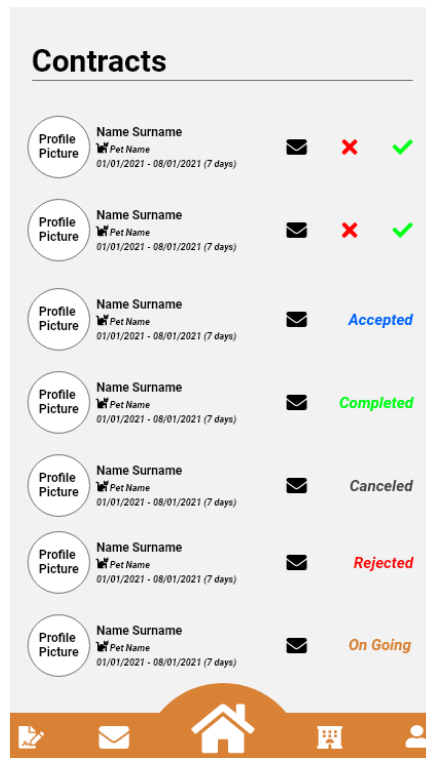 Contracts
Profile
Picture
Name Surname
Pet Name
01/01/2021 - 08/01/2021 (7 days)
Profile
Picture
Name Surname
Pet Name
01/01/2021 - 08/01/2021 (7 days)
Profile
Picture
Name Surname
Pet Name
01/01/2021 - 08/01/2021 (7 days)
Accepted
Profile
Picture
Name Surname
Pet Name
01/01/2021 - 08/01/2021 (7 days)
Completed
Profile
Picture
Name Surname
Pet Name
01/01/2021 - 08/01/2021 (7 days)
Canceled
Profile
Picture
Name Surname
Pet Name
01/01/2021 - 08/01/2021 (7 days)
Rejected
Profile
Picture
Name Surname
Pet Name
01/01/2021 - 08/01/2021 (7 days)
On Going